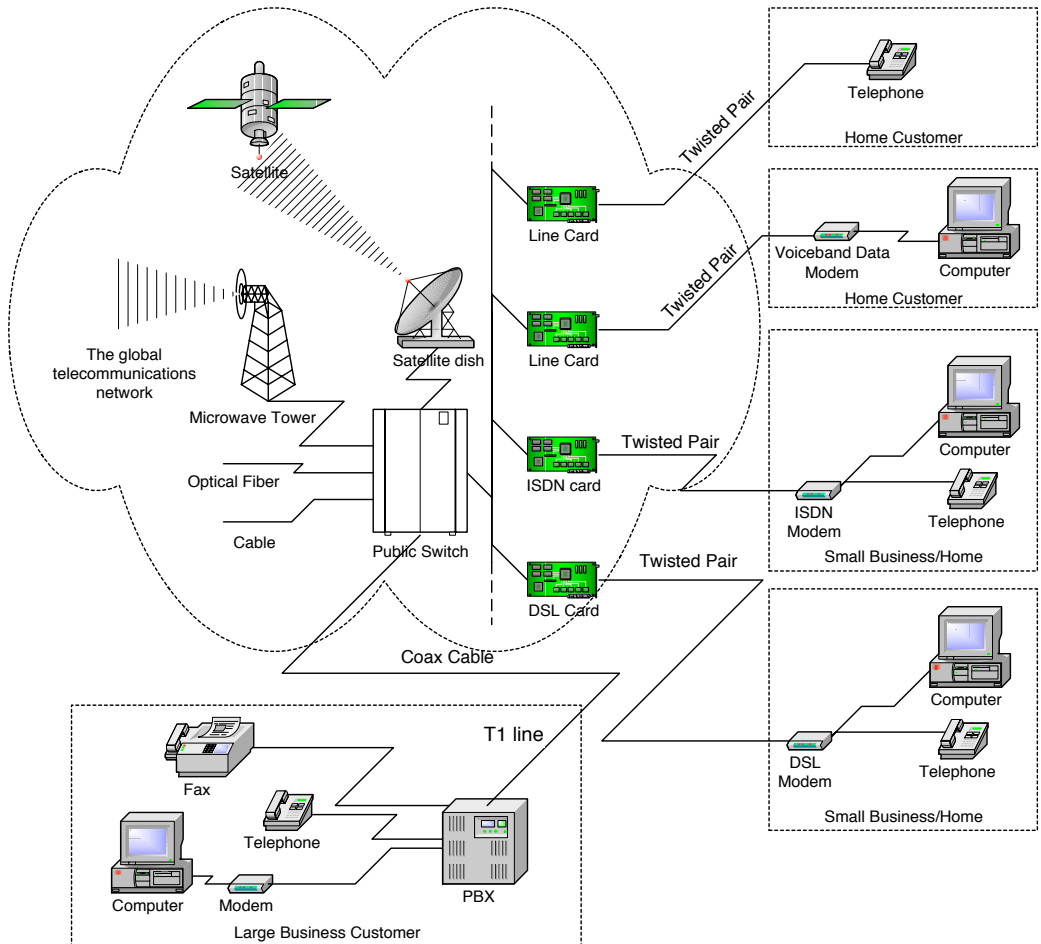 Telephone
Home Customer
Twisted Pair
Satellite
Line Card
Voiceband Data
Modem
Computer
Home Customer
Twisted Pair
The global
telecommunications
network
Satellite dish
Line Card
Microwave Tower
Twisted Pair
Computer
Optical Fiber
ISDN card
ISDN
Modem
Telephone
Cable
Public Switch
Small Business/Home
Twisted Pair
DSL Card
Coax Cable
Computer
T1 line
DSL
Modem
Telephone
Small Business/Home
Fax
Telephone
Computer
Modem
PBX
Large Business Customer